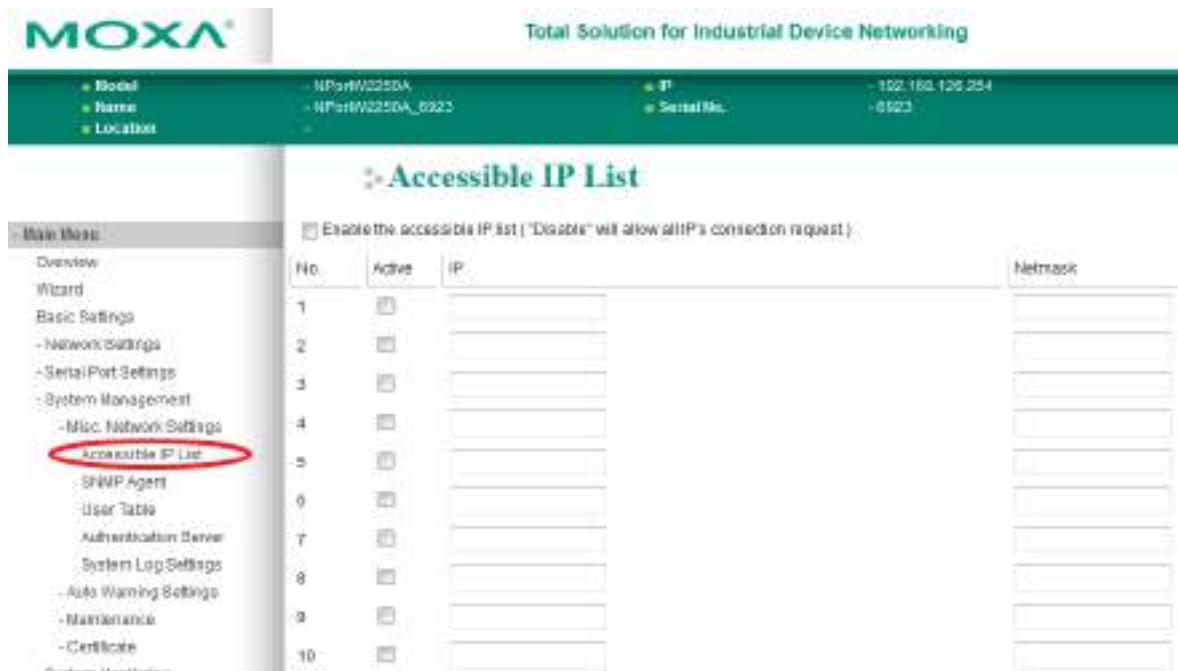 MOXA
Total Solution for Industrial Device Networking
Model - NPortW2250A IP - 192.168.126.254
Name - NPortW2250A_6923 Serial No. - 6923
Location -
Accessible IP List
- Main Menu
Enable the accessible IP list ( "Disable" will allow all IP's connection request.)
Overview
Wizard
Basic Settings
- Network Settings
- Serial Port Settings
- System Management
- Misc. Network Settings
Accessible IP List
SNMP Agent
User Table
Authentication Server
System Log Settings
- Auto Warning Settings
- Maintenance
- Certificate
No. Active IP Netmask
1
2
3
4
5
6
7
8
9
10